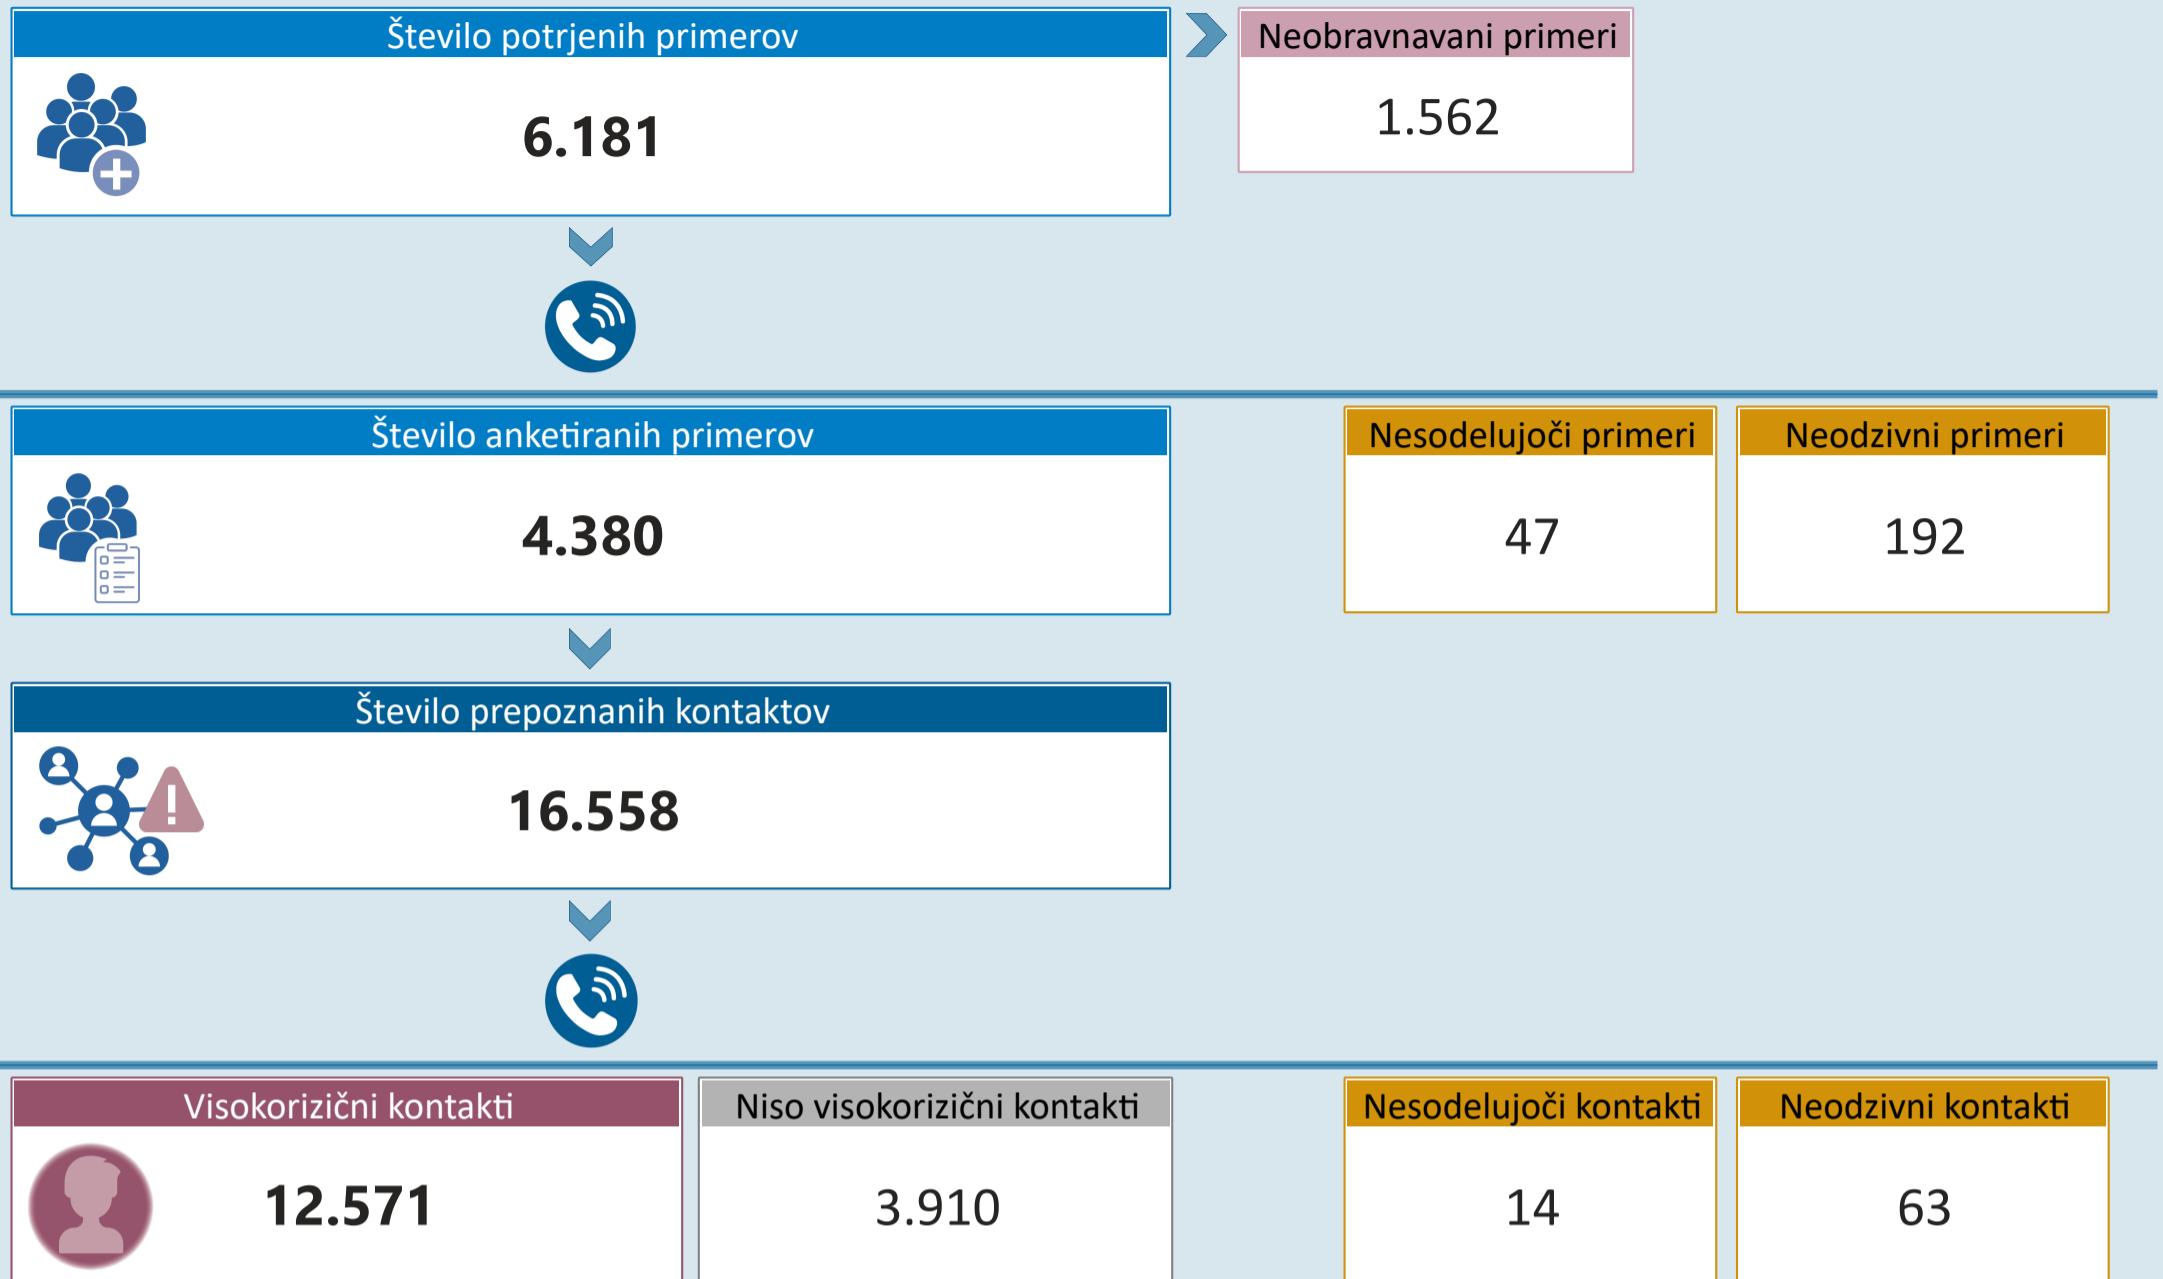 Število potrjenih primerov
6.181
Neobravnavani primeri
1.562
Število anketiranih primerov
4.380
Nesodelujoči primeri
47
Neodzivni primeri
192
Število prepoznanih kontaktov
16.558
Visokorizični kontakti
12.571
Niso visokorizični kontakti
3.910
Nesodelujoči kontakti
14
Neodzivni kontakti
63